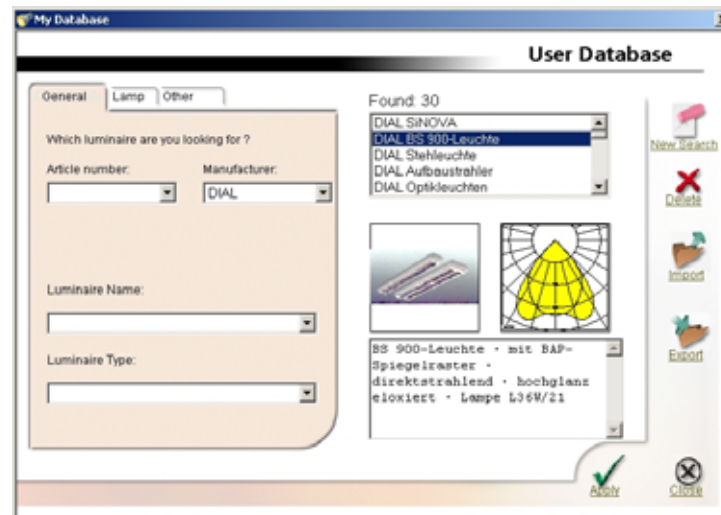 My Database
User Database
General Lamp Other
Which luminaire are you looking for ?
Article number: Manufacturer:
DIAL
Luminaire Name:
Luminaire Type:
Found: 30
DIAL SiNOVA
DIAL BS 900-Leuchte
DIAL Stehleuchte
DIAL Aufbaustrahler
DIAL Optikleuchten
BS 900-Leuchte · mit BAP-
Spiegelraster ·
direktstrahlend · hochglanz
eloxiert · Lampe L36W/21
New Search
Delete
Import
Export
Apply
Close